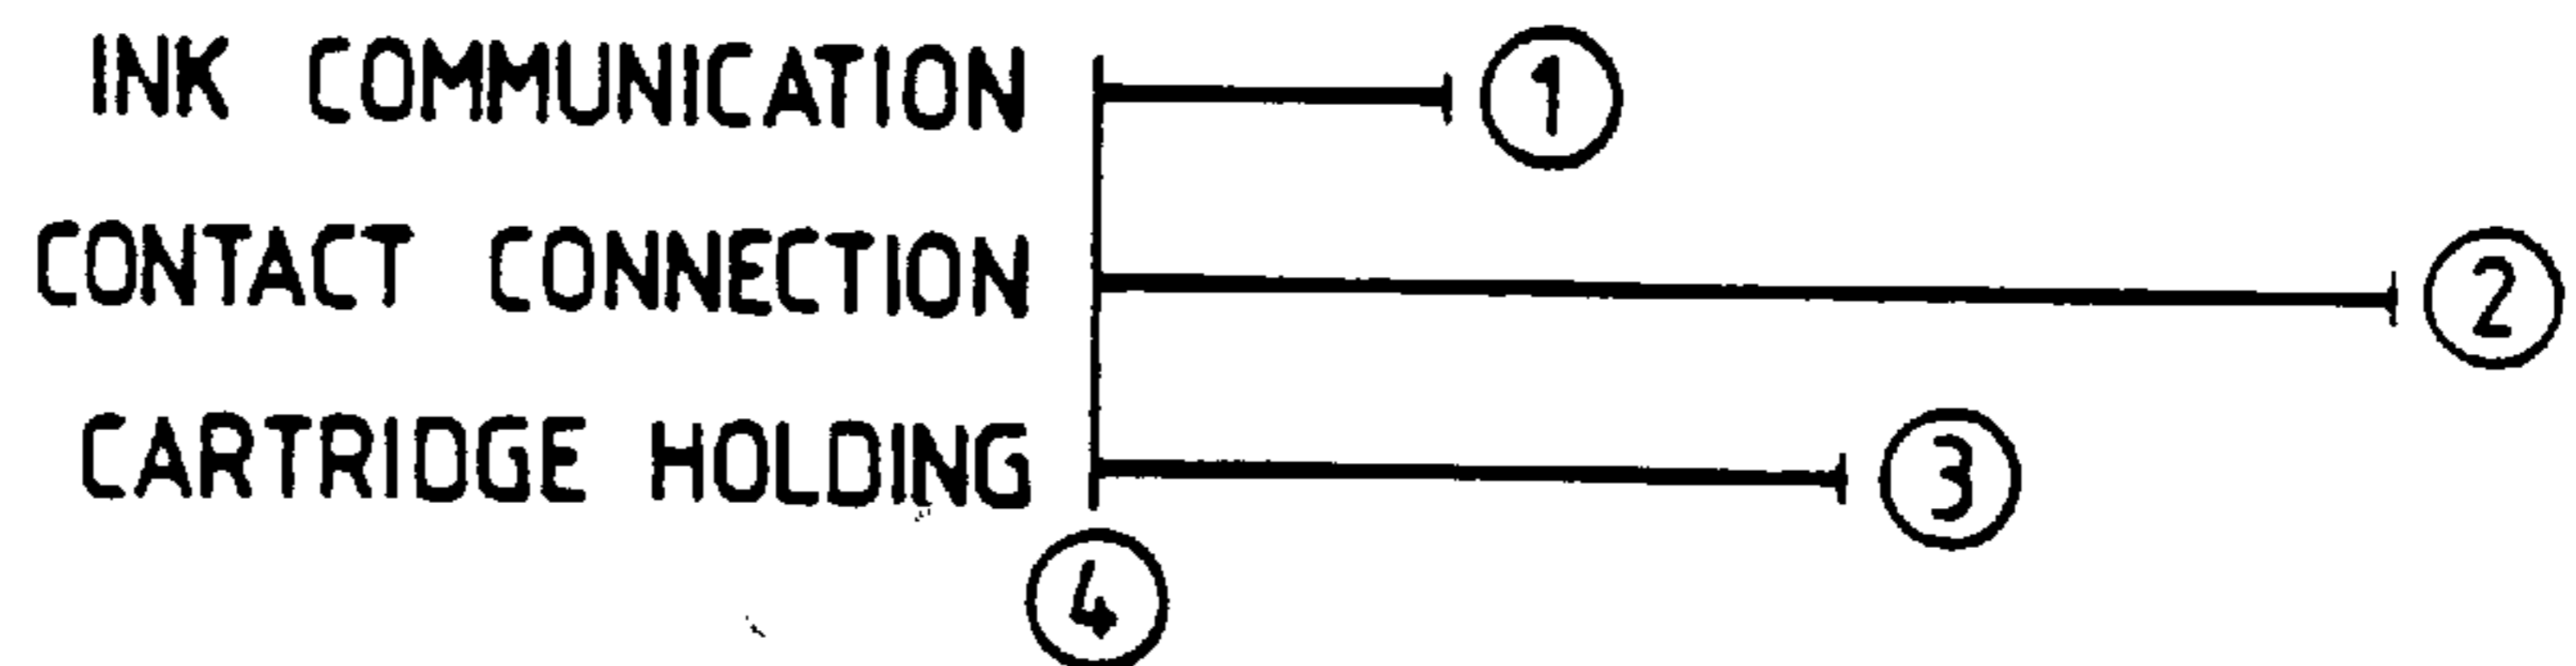 INK COMMUNICATION 1
CONTACT CONNECTION 2
CARTRIDGE HOLDING 3
4